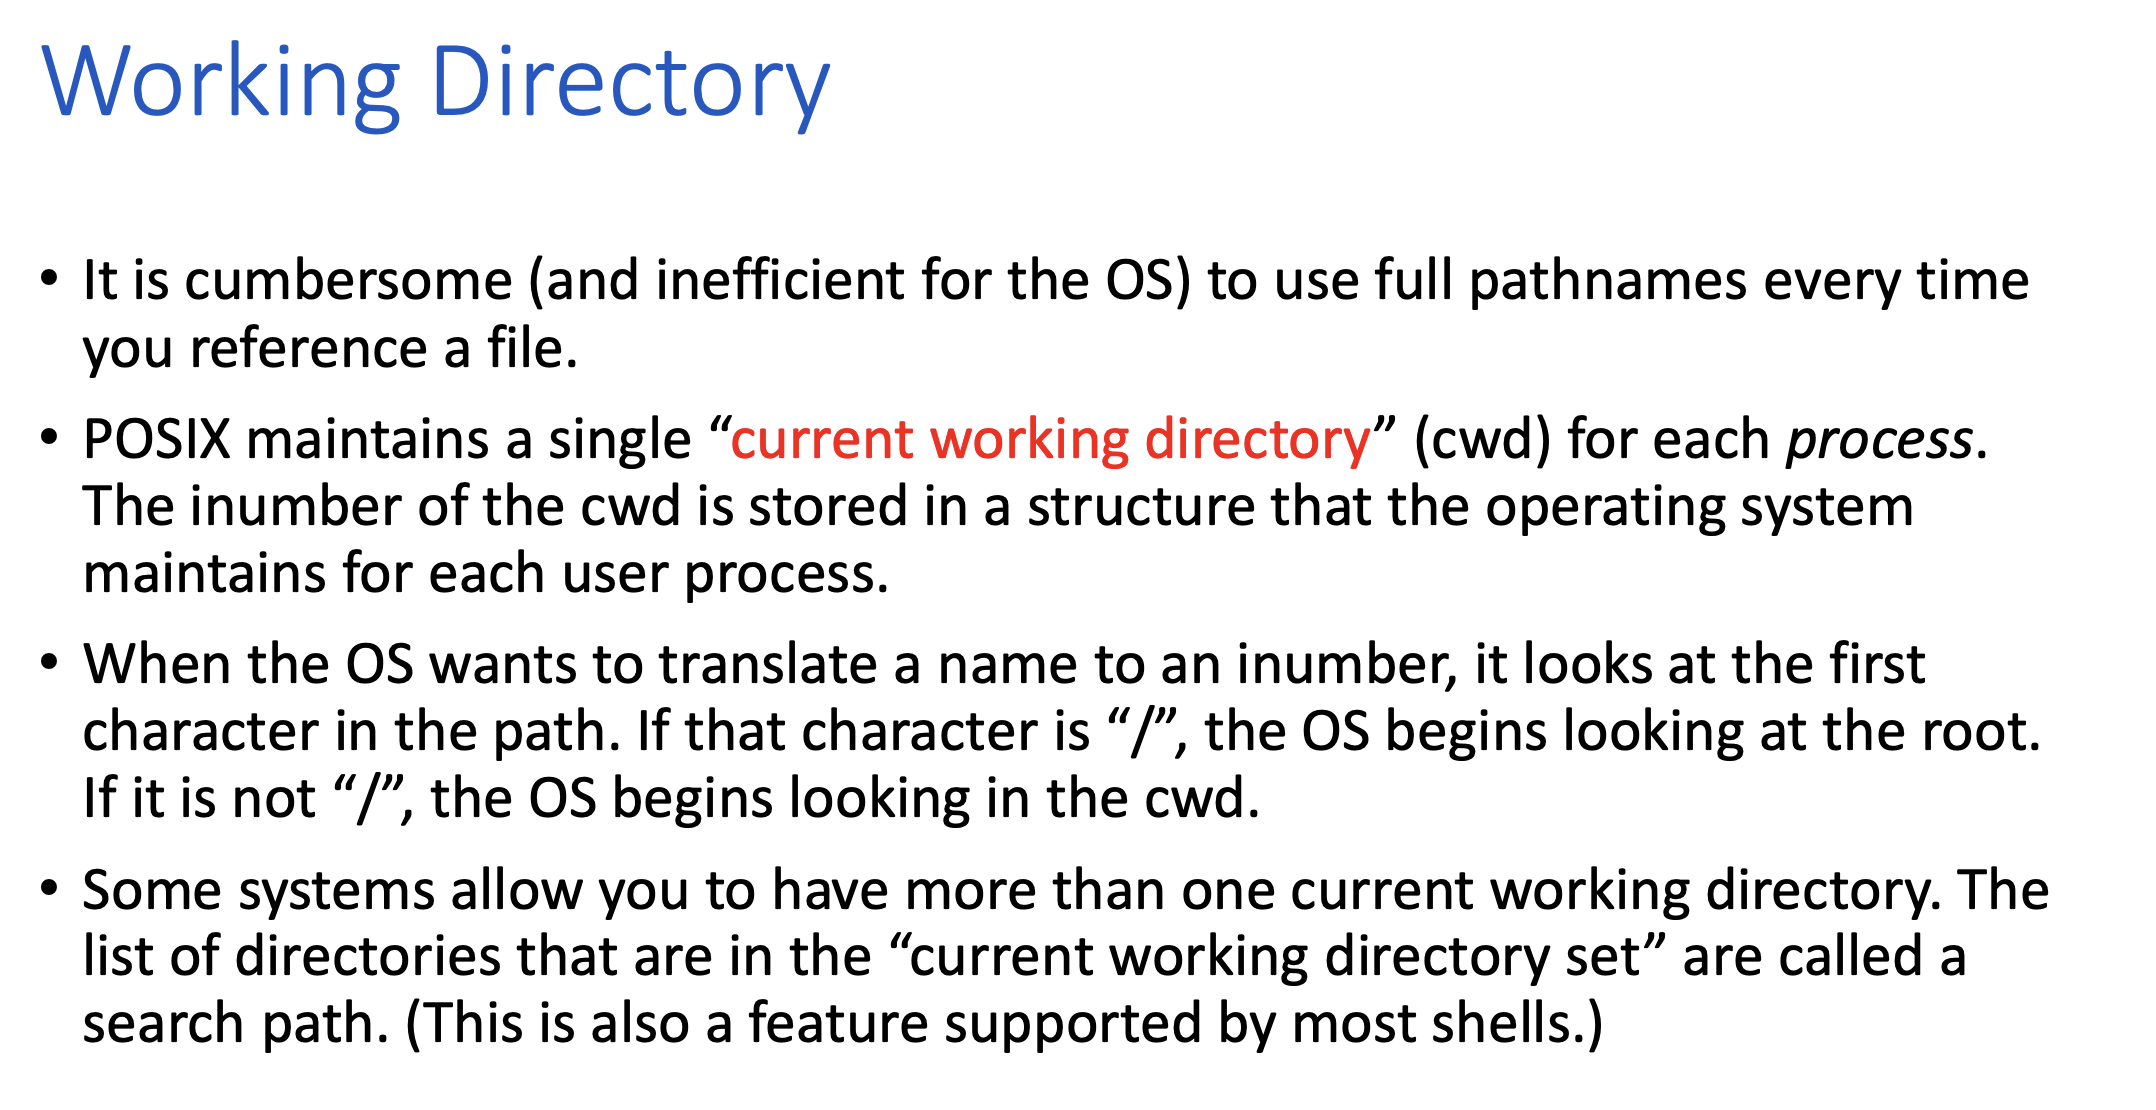 Working Directory
• It is cumbersome (and inefficient for the OS) to use full pathnames every time
you reference a file.
• POSIX maintains a single “current working directory” (cwd) for each process.
The inumber of the cwd is stored in a structure that the operating system
maintains for each user process.
• When the OS wants to translate a name to an inumber, it looks at the first
character in the path. If that character is “/”, the OS begins looking at the root.
If it is not “/”, the OS begins looking in the cwd.
• Some systems allow you to have more than one current working directory. The
list of directories that are in the “current working directory set” are called a
search path. (This is also a feature supported by most shells.)